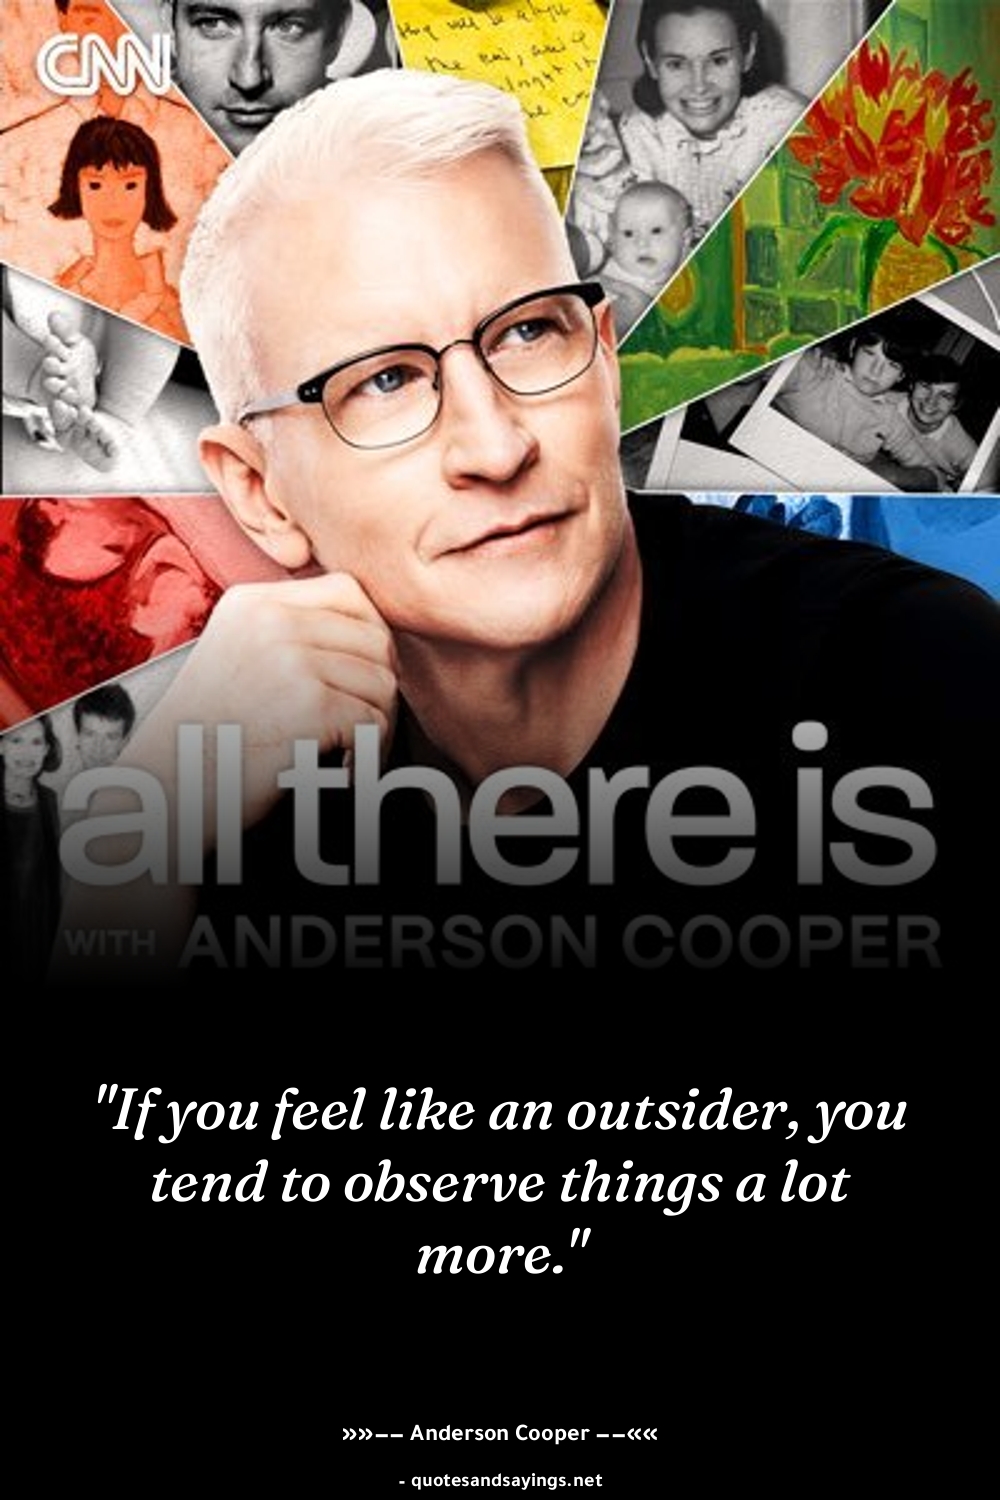 CNN
all there is
WITH ANDERSON COOPER
"If you feel like an outsider, you
tend to observe things a lot
more."
»»–– Anderson Cooper ––««
- quotesandsayings.net